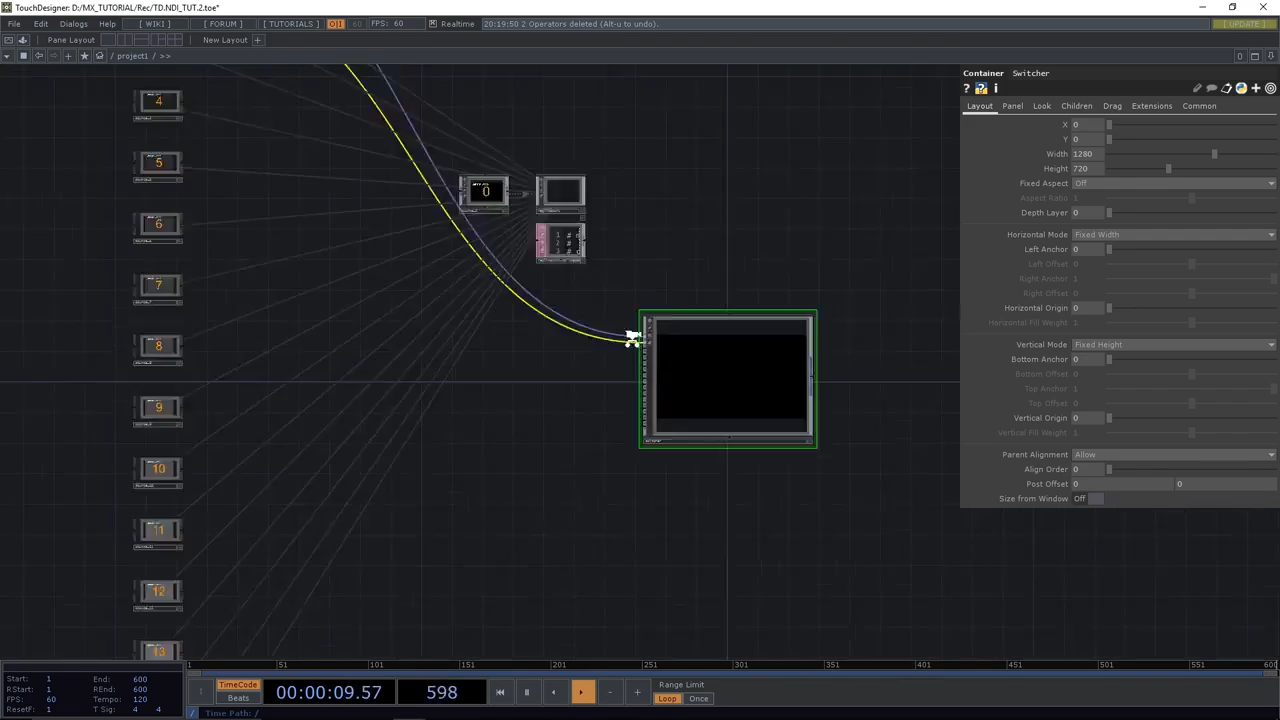 TouchDesigner: D:/MX_TUTORIAL/Rec/TD.NDI_TUT.2.toe*
File Edit Dialogs Help [ WIKI ] [ FORUM ] [ TUTORIALS ] O|I 60 FPS: 60 Realtime 20:19:50 2 Operators deleted (Alt-u to undo). [ UPDATE ]
Pane Layout New Layout +
/ project1 / >> 0
Container Switcher
? ? i
Layout Panel Look Children Drag Extensions Common
X 0
Y 0
Width 1280
Height 720
Fixed Aspect Off
Aspect Ratio 1
Depth Layer 0
Horizontal Mode Fixed Width
Left Anchor 0
Left Offset 0
Right Anchor 1
Right Offset 0
Horizontal Origin 0
Horizontal Fill Weight 1
Vertical Mode Fixed Height
Bottom Anchor 0
Bottom Offset 0
Top Anchor 1
Top Offset 0
Vertical Origin 0
Vertical Fill Weight 1
Parent Alignment Allow
Align Order 0
Post Offset 0 0
Size from Window Off
4
5
6
7
8
9
10
11
12
13
0
1
2
3
1 51 101 151 201 251 301 351 401 451 501 551 600
Start: 1 End: 600
RStart: 1 REnd: 600
FPS: 60 Tempo: 120
ResetF: 1 T Sig: 4 4
TimeCode
Beats
00:00:09.57 598
Range Limit
Loop Once
/ Time Path: /